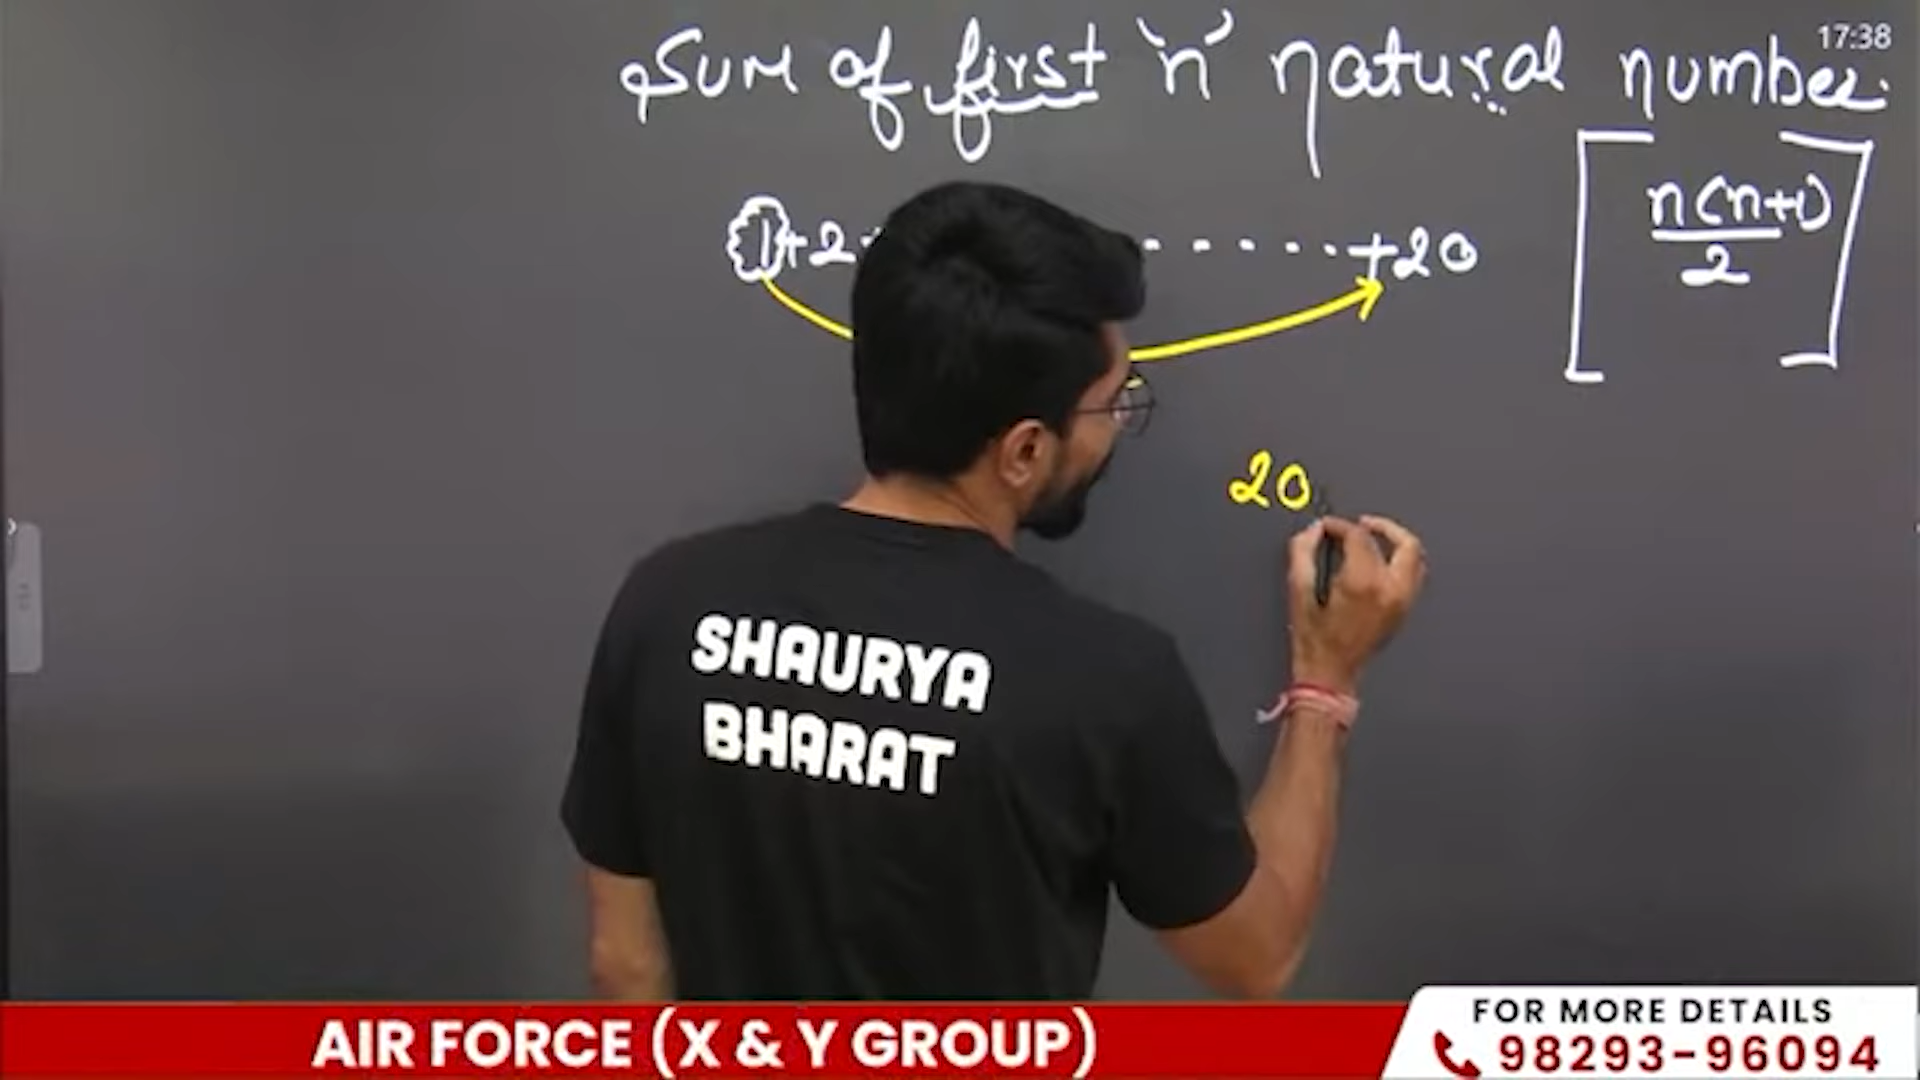 17:38
Sum of first 'n' natural number
1+2+ ------+20
n(n+1)
2
20
SHAURYA
BHARAT
AIR FORCE (X & Y GROUP)
FOR MORE DETAILS
98293-96094